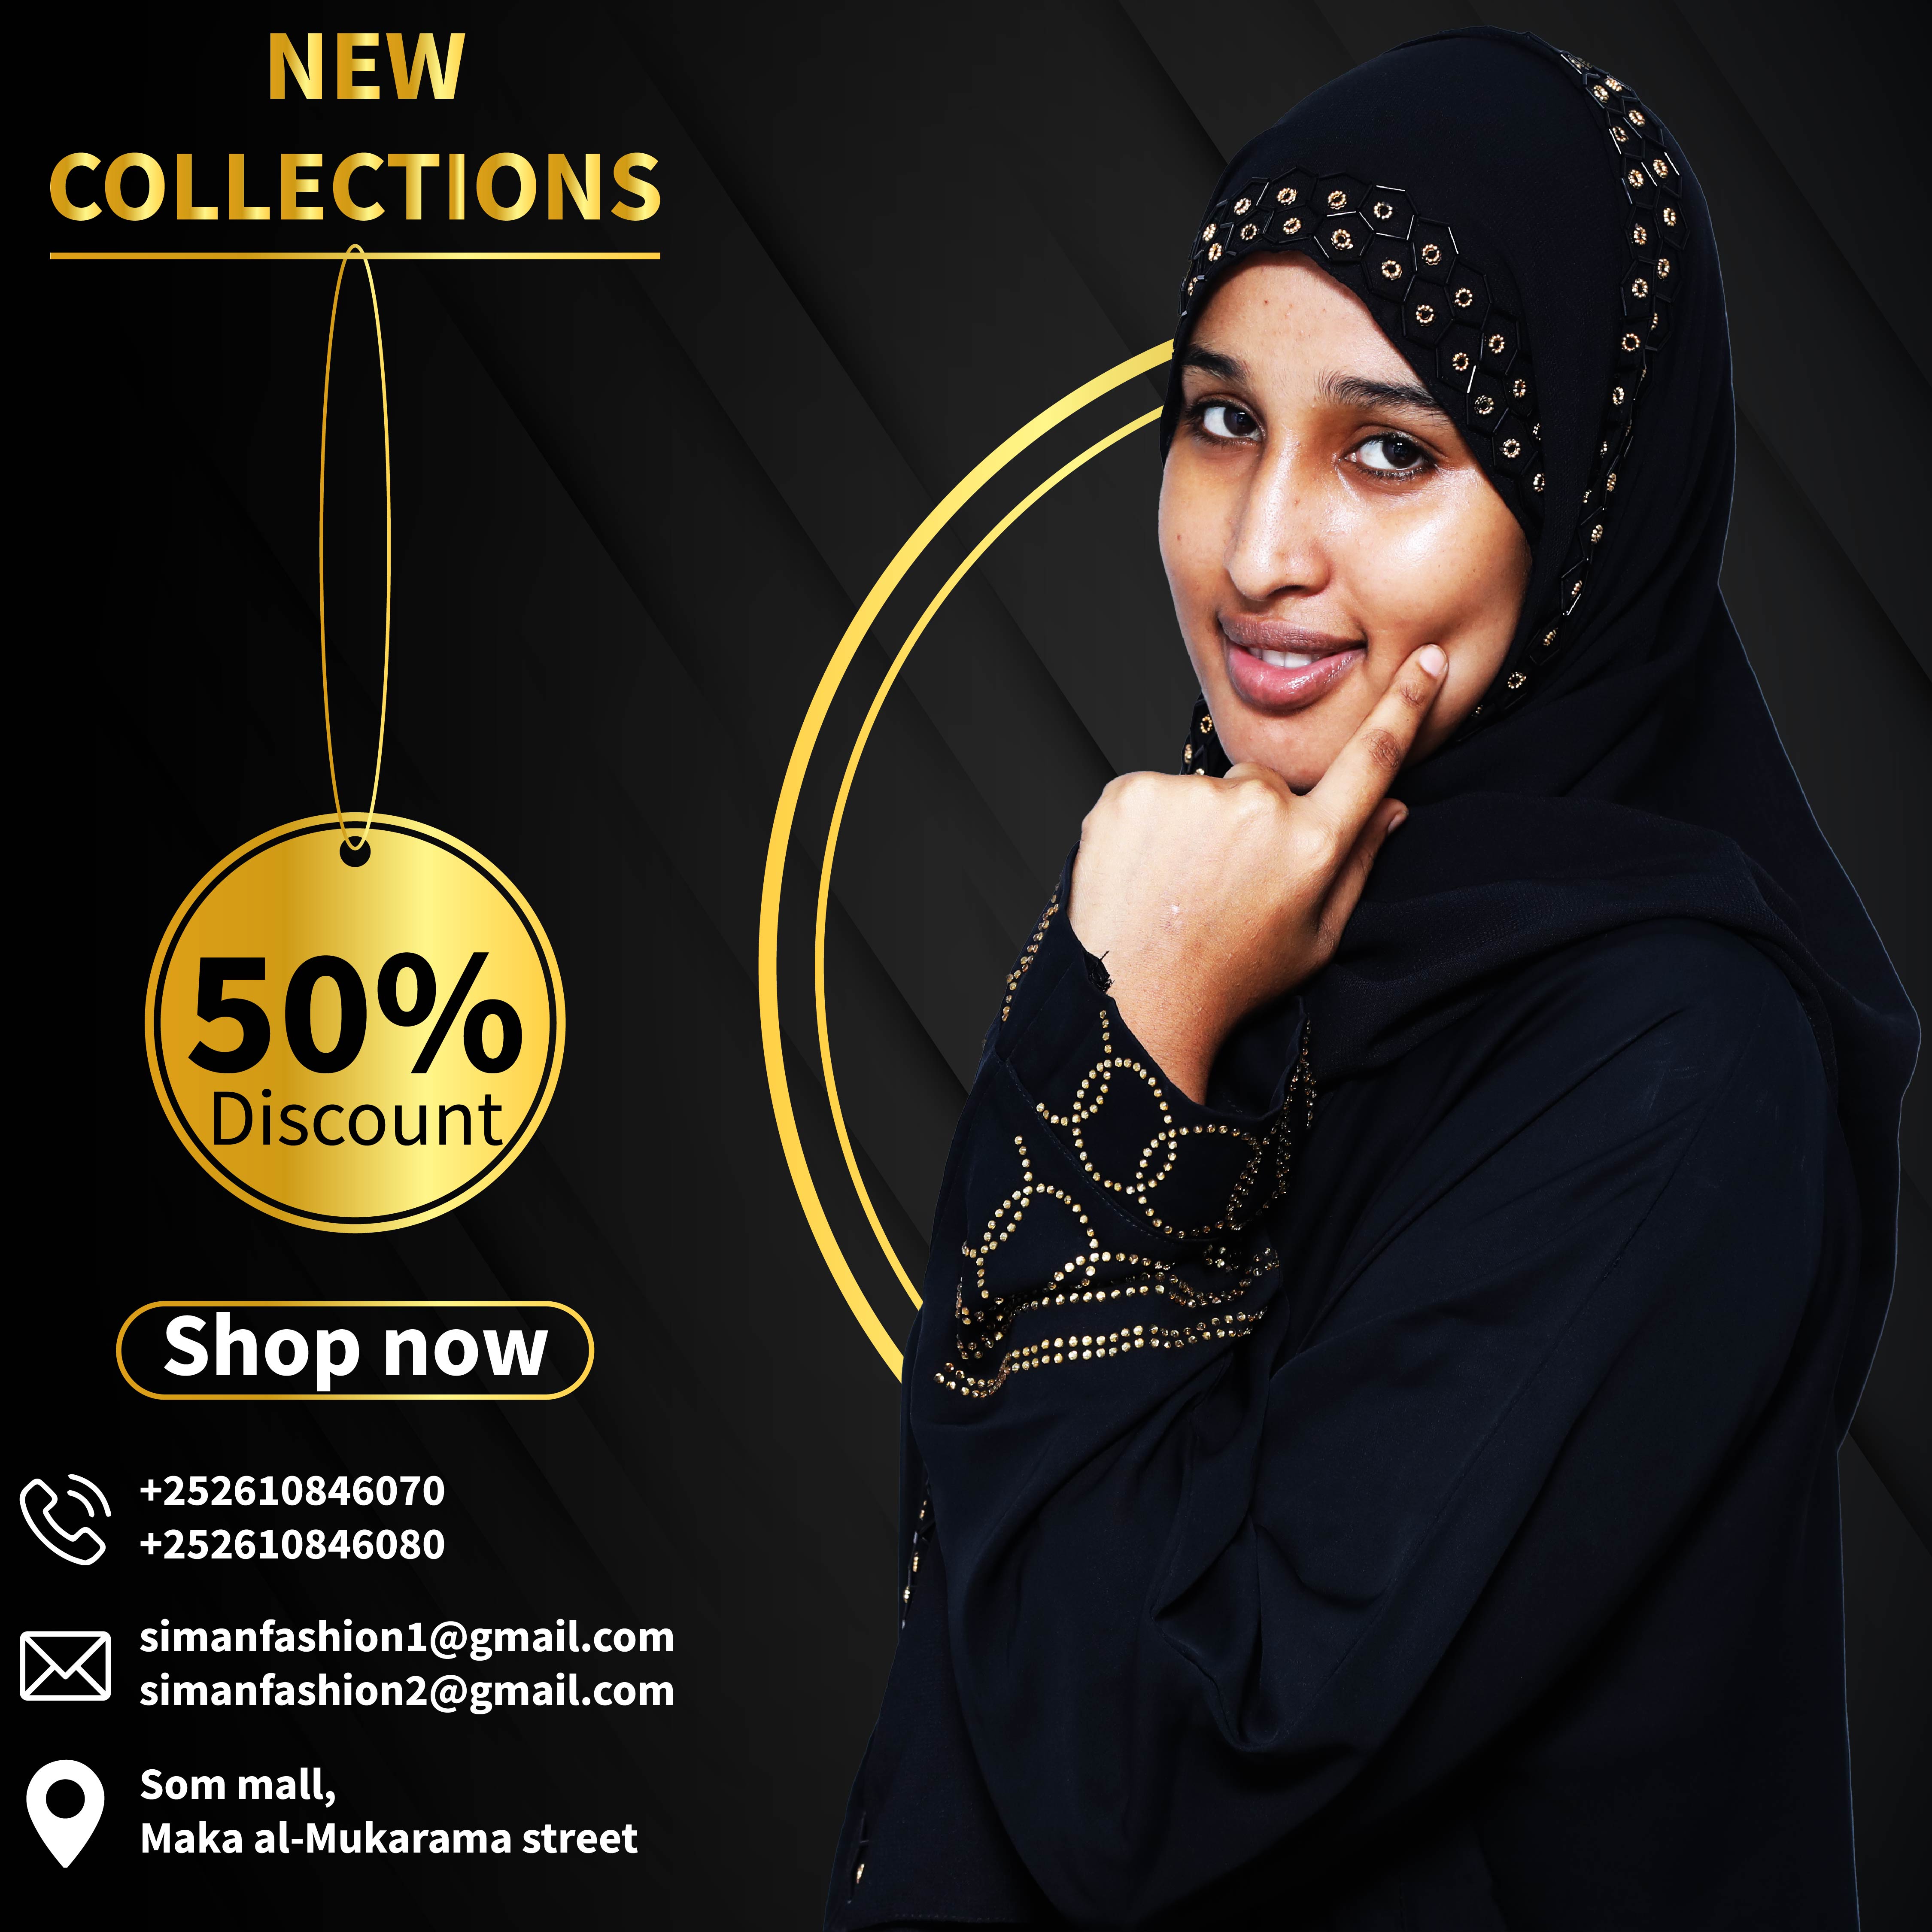 NEW
COLLECTIONS
50%
Discount
Shop now
+252610846070
+252610846080
simanfashion1@gmail.com
simanfashion2@gmail.com
Som mall,
Maka al-Mukarama street